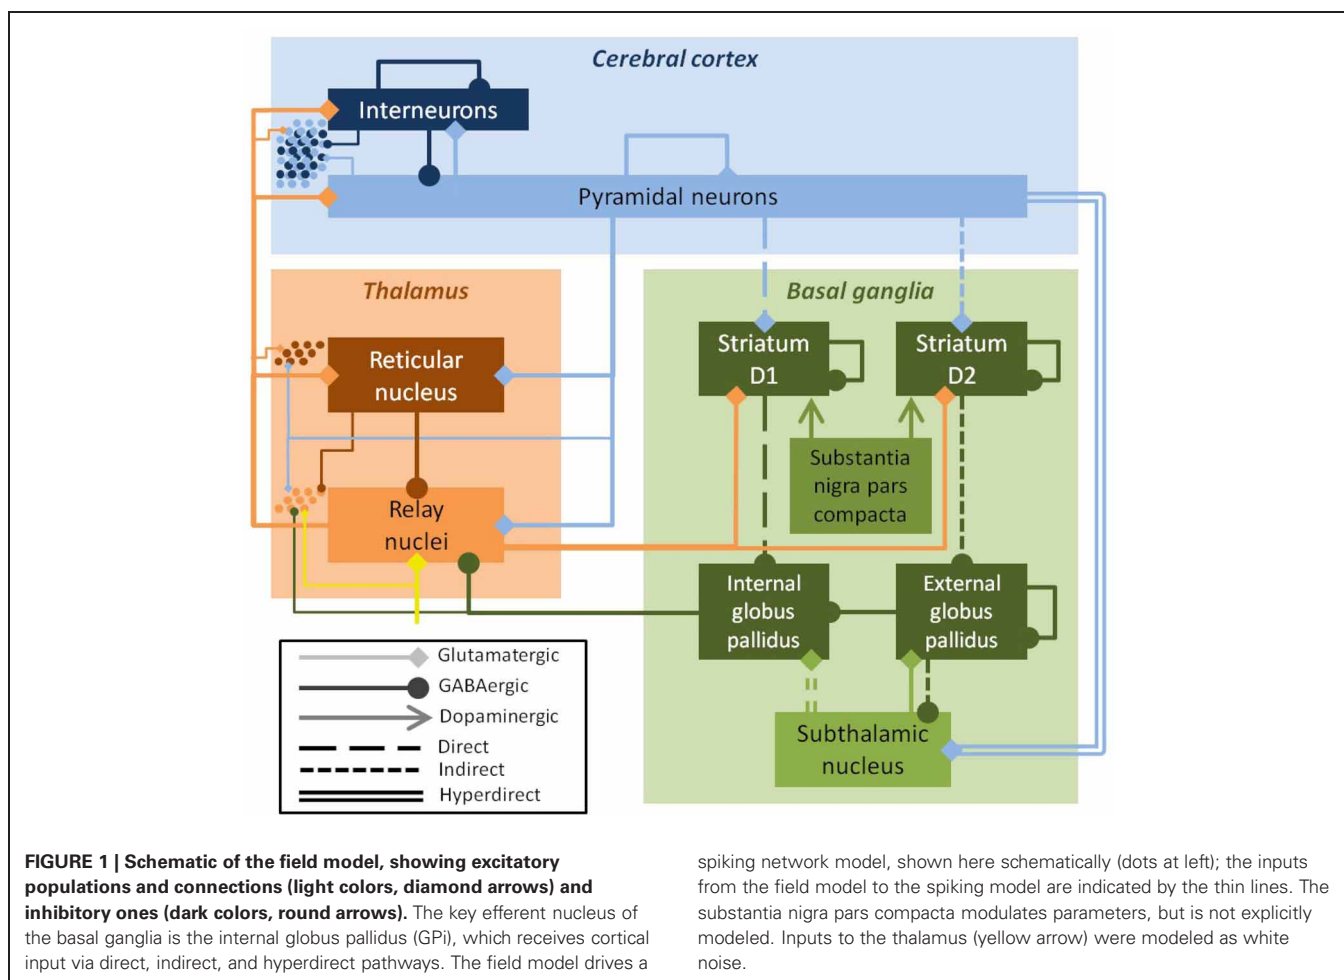 Cerebral cortex
Interneurons
Pyramidal neurons
Thalamus
Reticular
nucleus
Relay
nuclei
Basal ganglia
Striatum
D1
Striatum
D2
Substantia
nigra pars
compacta
Internal
globus
pallidus
External
globus
pallidus
Subthalamic
nucleus
Glutamatergic
GABAergic
Dopaminergic
Direct
Indirect
Hyperdirect
FIGURE 1 | Schematic of the field model, showing excitatory
populations and connections (light colors, diamond arrows) and
inhibitory ones (dark colors, round arrows). The key efferent nucleus of
the basal ganglia is the internal globus pallidus (GPi), which receives cortical
input via direct, indirect, and hyperdirect pathways. The field model drives a
spiking network model, shown here schematically (dots at left); the inputs
from the field model to the spiking model are indicated by the thin lines. The
substantia nigra pars compacta modulates parameters, but is not explicitly
modeled. Inputs to the thalamus (yellow arrow) were modeled as white
noise.